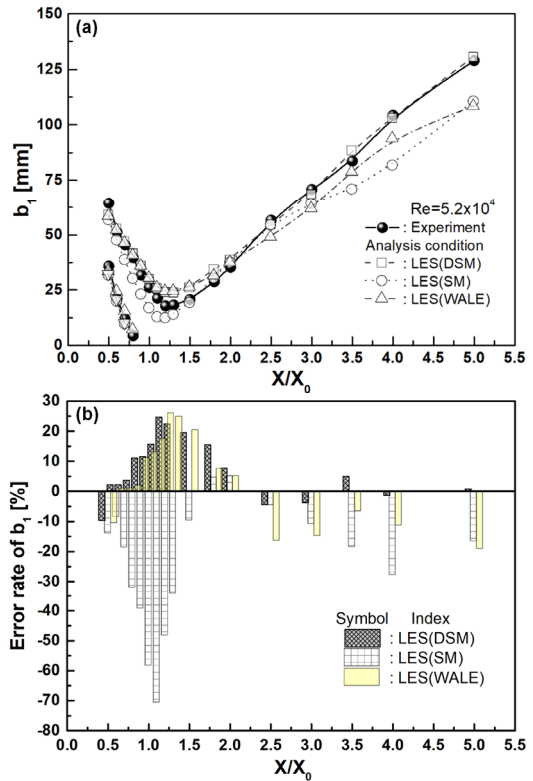 (a)
150
125
100
75
50
25
0
b₁ [mm]
Re=5.2x10⁴
: Experiment
Analysis condition
: LES(DSM)
: LES(SM)
: LES(WALE)
0.0 0.5 1.0 1.5 2.0 2.5 3.0 3.5 4.0 4.5 5.0 5.5
X/X₀
(b)
30
20
10
0
-10
-20
-30
-40
-50
-60
-70
-80
Error rate of b₁ [%]
Symbol Index
: LES(DSM)
: LES(SM)
: LES(WALE)
0.0 0.5 1.0 1.5 2.0 2.5 3.0 3.5 4.0 4.5 5.0 5.5
X/X₀